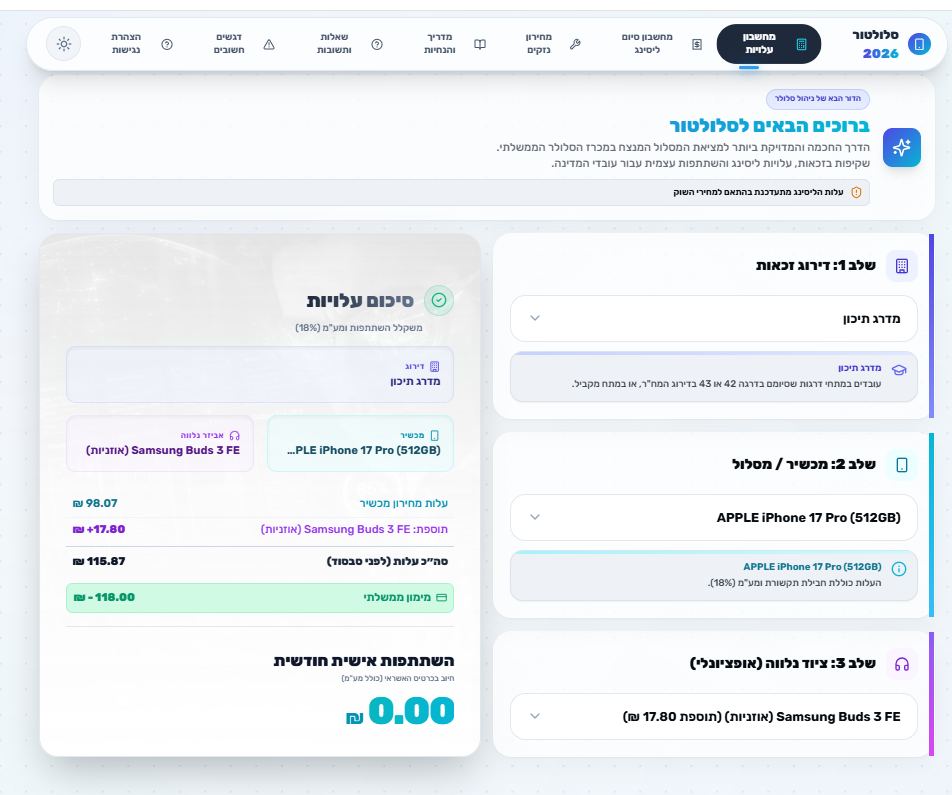 סלולטור
2026
מחשבון
עלויות
מחשבון סיום
ליסינג
מחירון
נזקים
מדריך
והנחיות
שאלות
ותשובות
דגשים
חשובים
הצהרת
נגישות
הדור הבא של ניהול סלולר
ברוכים הבאים לסלולטור
הדרך החכמה והמדויקת ביותר למציאת המסלול המנצח במכרז הסלולר הממשלתי.
שקיפות בזכאות, עלויות ליסינג והשתתפות עצמית עבור עובדי המדינה.
עלות הליסינג מתעדכנת בהתאם למחירי השוק
שלב 1: דירוג זכאות
מדרג תיכון
מדרג תיכון
עובדים במתחי דרגות שסיומם בדרגה 42 או 43 בדירוג המח"ר, או במתח מקביל.
שלב 2: מכשיר / מסלול
APPLE iPhone 17 Pro (512GB)
APPLE iPhone 17 Pro (512GB)
העלות כוללת חבילת תקשורת ומע"מ (18%).
שלב 3: ציוד נלווה (אופציונלי)
Samsung Buds 3 FE (אוזניות) (תוספת 17.80 ₪)
סיכום עלויות
משקלל השתתפות ומע"מ (18%)
דירוג
מדרג תיכון
מכשיר
...PLE iPhone 17 Pro (512GB)
אביזר נלווה
Samsung Buds 3 FE (אוזניות)
עלות מחירון מכשיר
98.07 ₪
תוספת: Samsung Buds 3 FE (אוזניות)
+17.80 ₪
סה״כ עלות (לפני סבסוד)
115.87 ₪
מימון ממשלתי
- 118.00 ₪
השתתפות אישית חודשית
חיוב בכרטיס האשראי (כולל מע"מ)
0.00 ₪